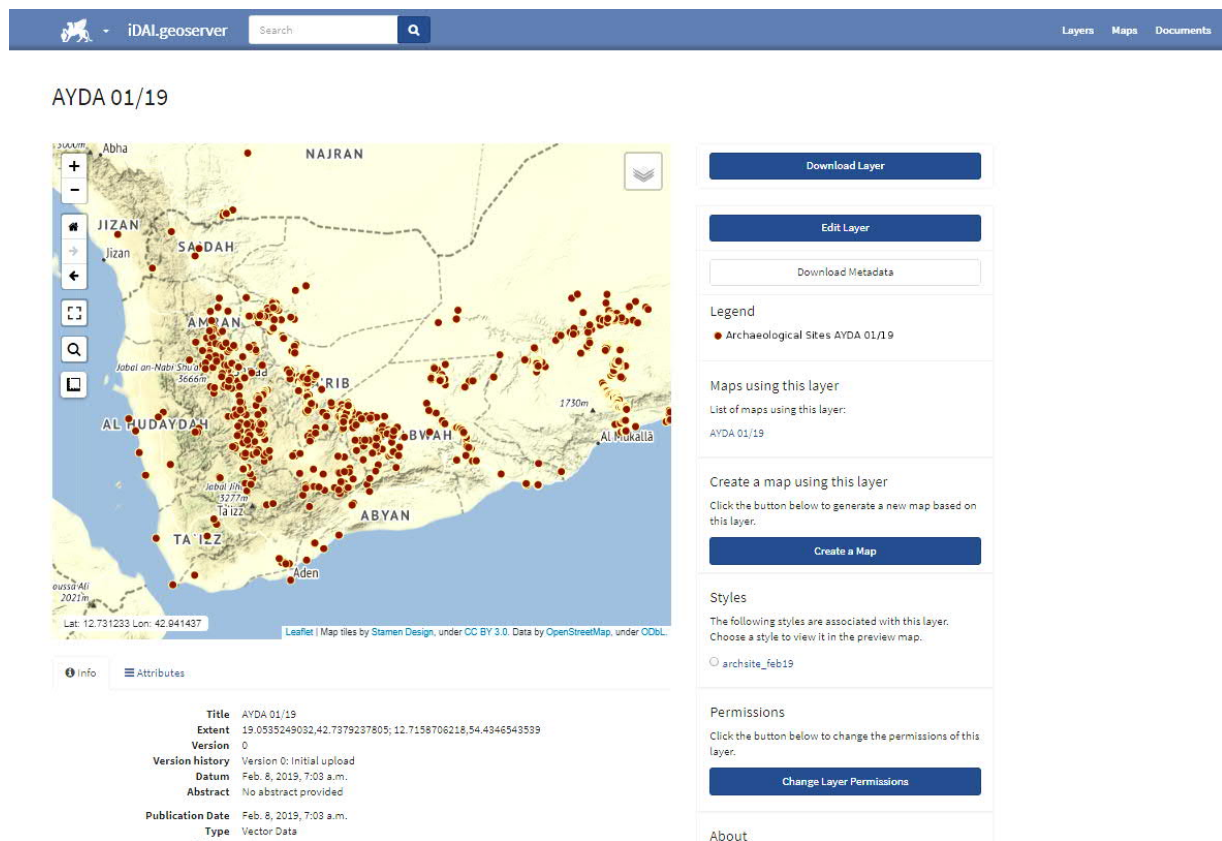 iDAI.geoserver Search Layers Maps Documents
AYDA 01/19
3000m Abha
NAJRAN
JIZAN
Jizan
SA'DAH
AMRAN
Jabal an-Nabi Shu'a
3666m
RIB
AL HUDAYDAH
BWAH
1730m
Al Mukallā
Jabal Jih
3277m
Ta'izz
ABYAN
TA'IZZ
Aden
oussa Ali
2021m
Lat: 12.731233 Lon: 42.941437
Leaflet | Map tiles by Stamen Design, under CC BY 3.0. Data by OpenStreetMap, under ODbL.
Info Attributes
Title AYDA 01/19
Extent 19.0535249032,42.7379237805; 12.7158706218,54.4346543539
Version 0
Version history Version 0: Initial upload
Datum Feb. 8, 2019, 7:03 a.m.
Abstract No abstract provided
Publication Date Feb. 8, 2019, 7:03 a.m.
Type Vector Data
Download Layer
Edit Layer
Download Metadata
Legend
Archaeological Sites AYDA 01/19
Maps using this layer
List of maps using this layer:
AYDA 01/19
Create a map using this layer
Click the button below to generate a new map based on
this layer.
Create a Map
Styles
The following styles are associated with this layer.
Choose a style to view it in the preview map.
archsite_feb19
Permissions
Click the button below to change the permissions of this
layer.
Change Layer Permissions
About